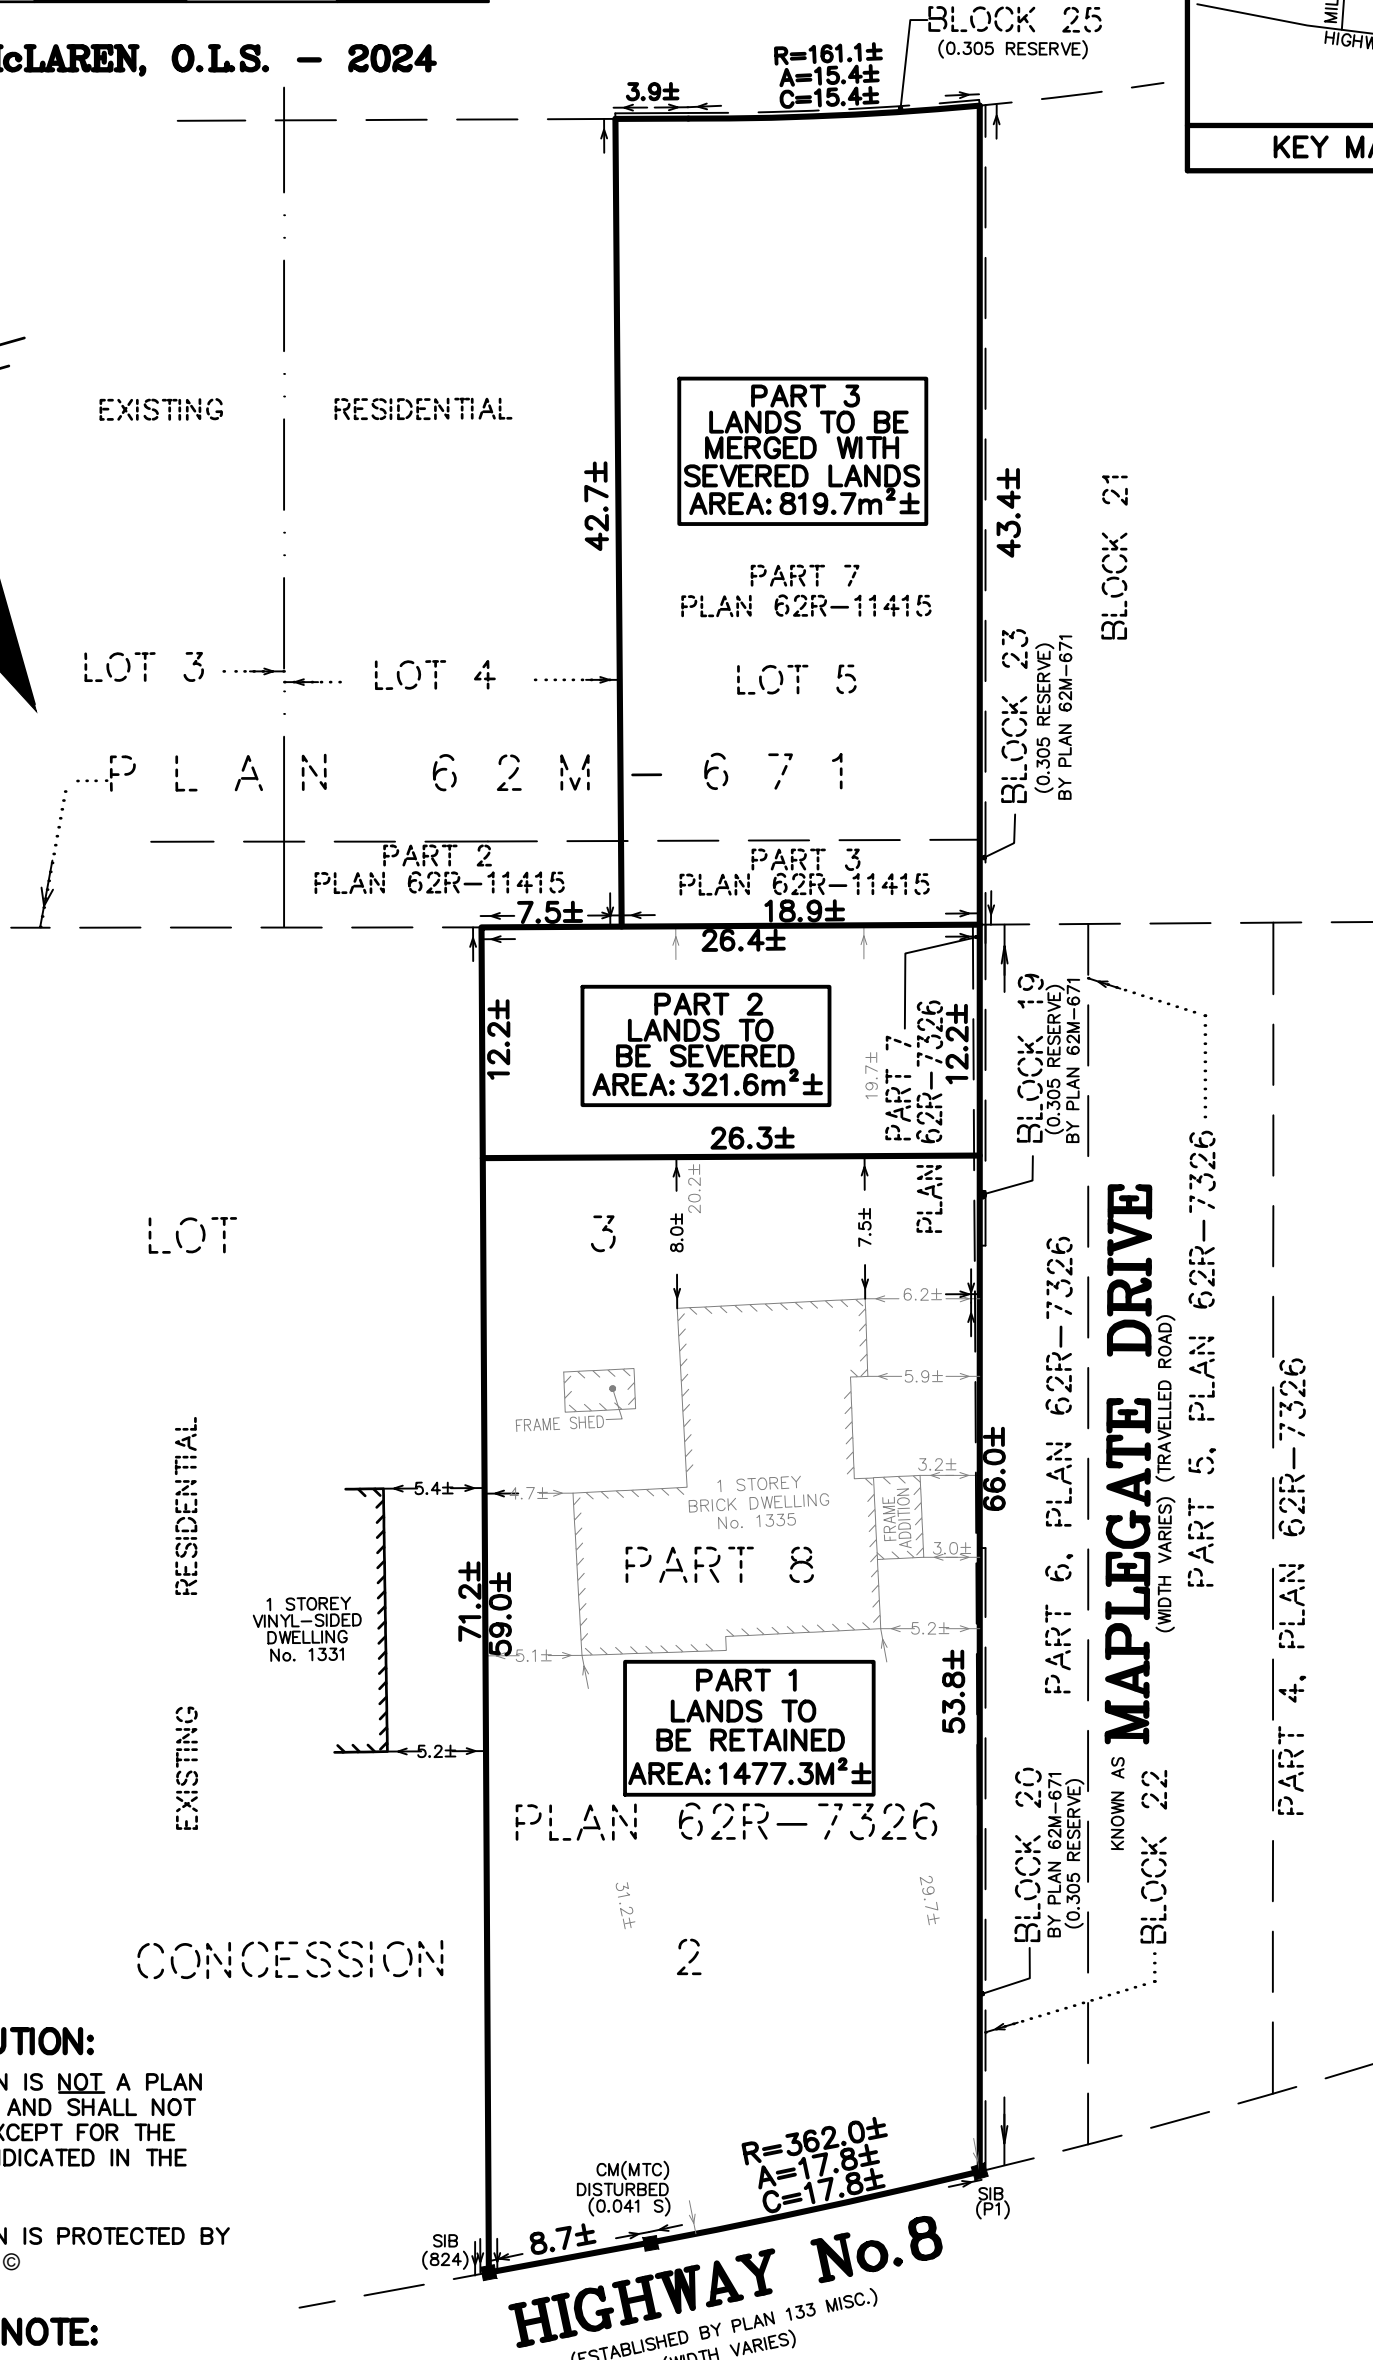 McLAREN, O.L.S. - 2024
BLOCK 25
(0.305 RESERVE)
R=161.1±
A=15.4±
C=15.4±
3.9±
HIGHW
MIL
KEY MA
EXISTING RESIDENTIAL
PART 3
LANDS TO BE
MERGED WITH
SEVERED LANDS
AREA: 819.7m²±
42.7±
43.4±
BLOCK 21
PART 7
PLAN 62R-11415
LOT 3
LOT 4
LOT 5
BLOCK 23
(0.305 RESERVE)
BY PLAN 62M-671
PLAN 62M-671
PART 2
PLAN 62R-11415
PART 3
PLAN 62R-11415
7.5±
18.9±
26.4±
PART 2
LANDS TO
BE SEVERED
AREA: 321.6m²±
12.2±
19.7±
PART 7
PLAN 62R-7326
12.2±
BLOCK 19
(0.305 RESERVE)
BY PLAN 62M-671
26.3±
LOT
3
8.0±
20.2±
7.5±
6.2±
5.9±
FRAME SHED
3.2±
4.7±
5.4±
1 STOREY
BRICK DWELLING
No. 1335
FRAME
ADDITION
3.0±
PART 8
66.0±
PART 6, PLAN 62R-7326
KNOWN AS MAPLEGATE DRIVE
(WIDTH VARIES) (TRAVELLED ROAD)
PART 5, PLAN 62R-7326
PART 4, PLAN 62R-7326
EXISTING RESIDENTIAL
1 STOREY
VINYL-SIDED
DWELLING
No. 1331
71.2±
59.0±
5.1±
5.2±
5.2±
53.8±
PART 1
LANDS TO
BE RETAINED
AREA: 1477.3M²±
PLAN 62R-7326
31.2±
29.7±
BLOCK 20
BY PLAN 62M-671
(0.305 RESERVE)
BLOCK 22
CONCESSION 2
UTION:
N IS NOT A PLAN
AND SHALL NOT
XCEPT FOR THE
NDICATED IN THE
N IS PROTECTED BY
©
NOTE:
R=362.0±
A=17.8±
C=17.8±
CM(MTC)
DISTURBED
(0.041 S)
SIB
(P1)
SIB
(824)
8.7±
HIGHWAY No.8
(ESTABLISHED BY PLAN 133 MISC.)
(WIDTH VARIES)